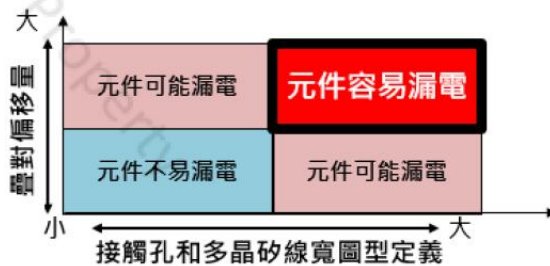 大
元件可能漏電
元件容易漏電
疊對偏移量
元件不易漏電
元件可能漏電
小
大
接觸孔和多晶矽線寬圖型定義